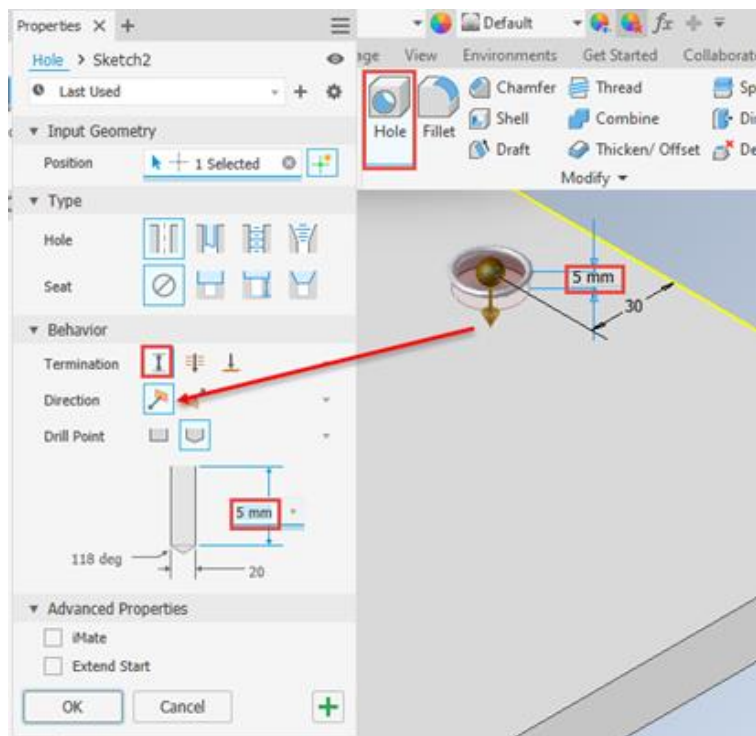 Properties × +
Hole > Sketch2
Last Used
Input Geometry
Position 1 Selected
Type
Hole
Seat
Behavior
Termination
Direction
Drill Point
5 mm
118 deg
20
Advanced Properties
iMate
Extend Start
OK Cancel +
Default fx
View Environments Get Started
Hole Fillet
Chamfer Thread
Shell Combine
Draft Thicken/ Offset
Modify
5 mm
30